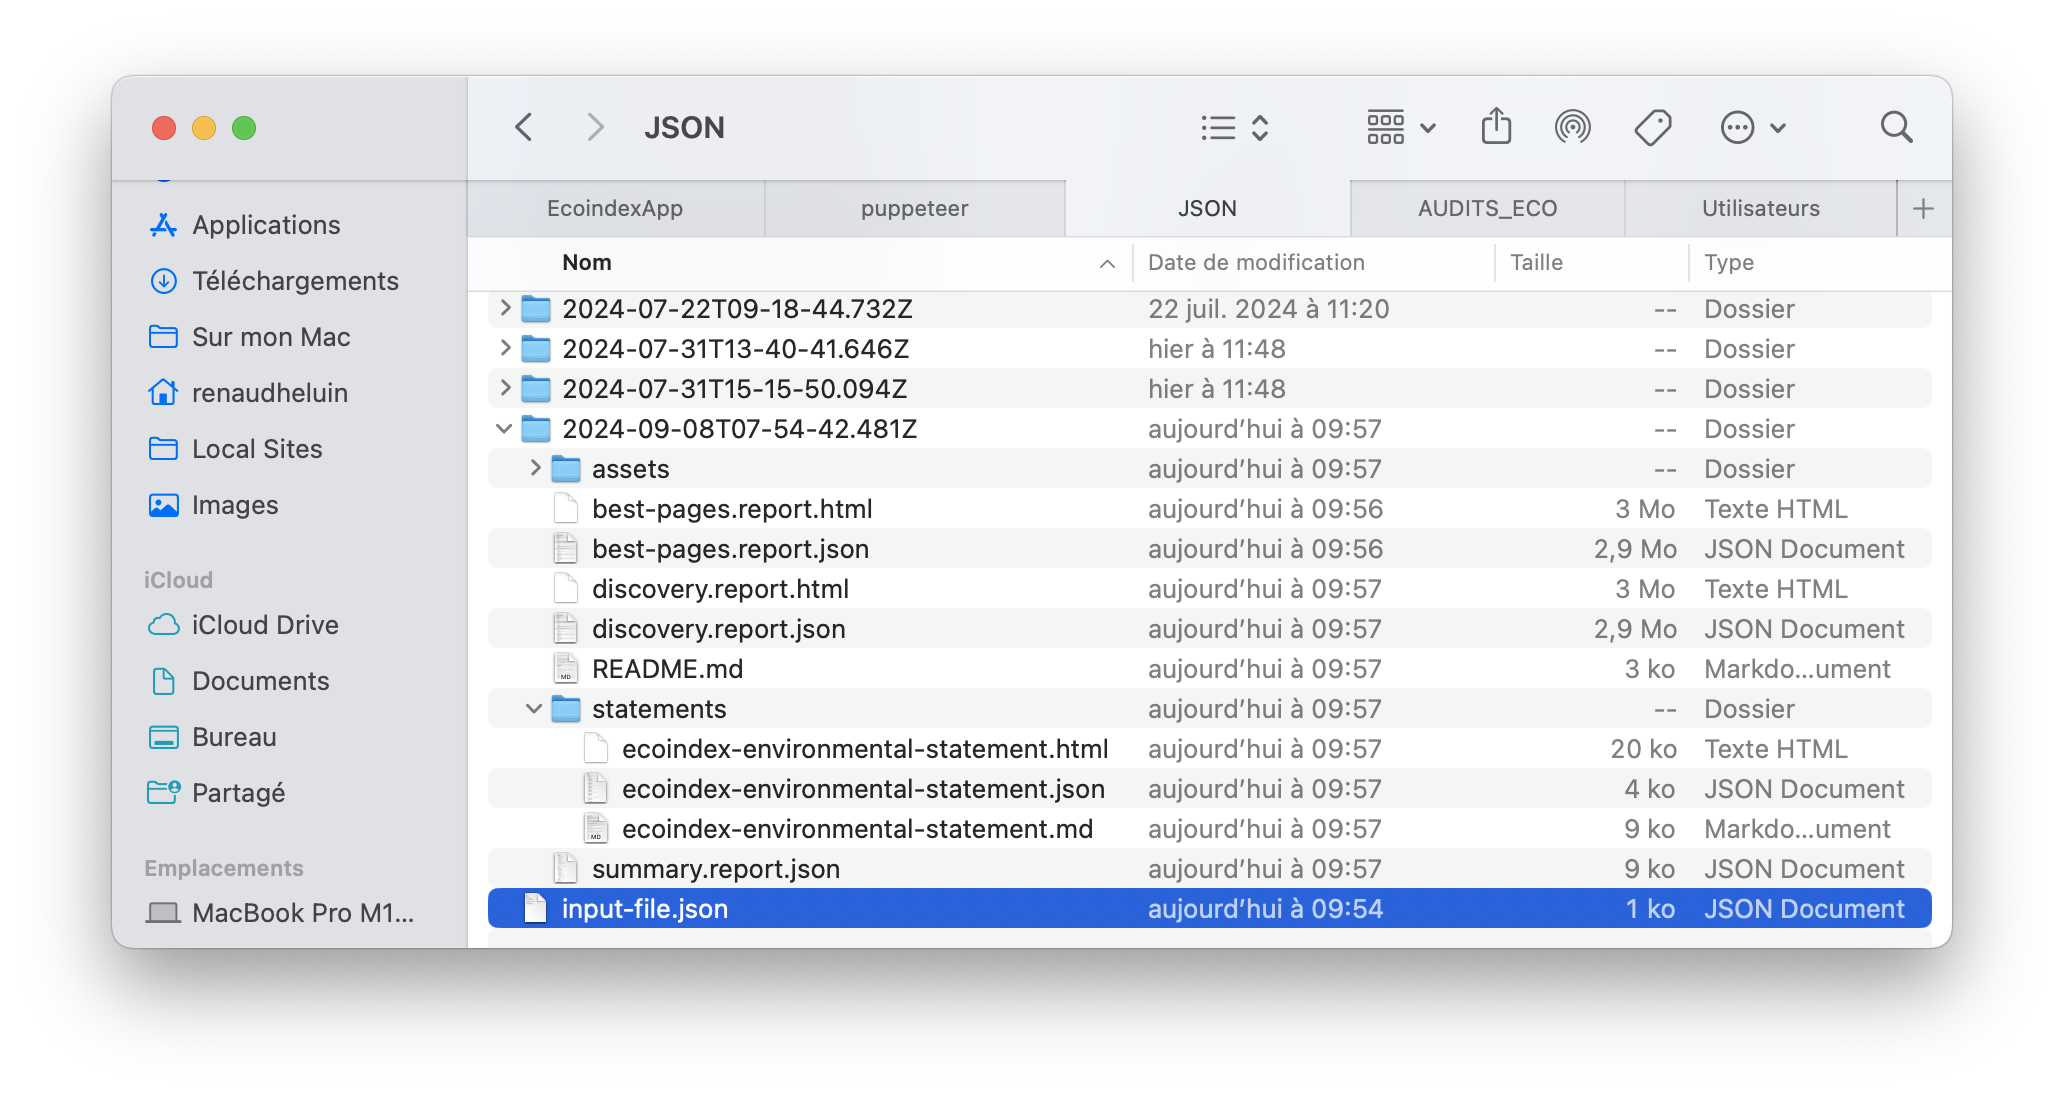 JSON
EcoindexApp puppeteer JSON AUDITS_ECO Utilisateurs
Applications
Téléchargements
Sur mon Mac
renaudheluin
Local Sites
Images
iCloud
iCloud Drive
Documents
Bureau
Partagé
Emplacements
MacBook Pro M1...
Nom Date de modification Taille Type
2024-07-22T09-18-44.732Z 22 juil. 2024 à 11:20 -- Dossier
2024-07-31T13-40-41.646Z hier à 11:48 -- Dossier
2024-07-31T15-15-50.094Z hier à 11:48 -- Dossier
2024-09-08T07-54-42.481Z aujourd’hui à 09:57 -- Dossier
assets aujourd’hui à 09:57 -- Dossier
best-pages.report.html aujourd’hui à 09:56 3 Mo Texte HTML
best-pages.report.json aujourd’hui à 09:56 2,9 Mo JSON Document
discovery.report.html aujourd’hui à 09:57 3 Mo Texte HTML
discovery.report.json aujourd’hui à 09:57 2,9 Mo JSON Document
MD README.md aujourd’hui à 09:57 3 ko Markdo...ument
statements aujourd’hui à 09:57 -- Dossier
ecoindex-environmental-statement.html aujourd’hui à 09:57 20 ko Texte HTML
ecoindex-environmental-statement.json aujourd’hui à 09:57 4 ko JSON Document
MD ecoindex-environmental-statement.md aujourd’hui à 09:57 9 ko Markdo...ument
summary.report.json aujourd’hui à 09:57 9 ko JSON Document
input-file.json aujourd’hui à 09:54 1 ko JSON Document